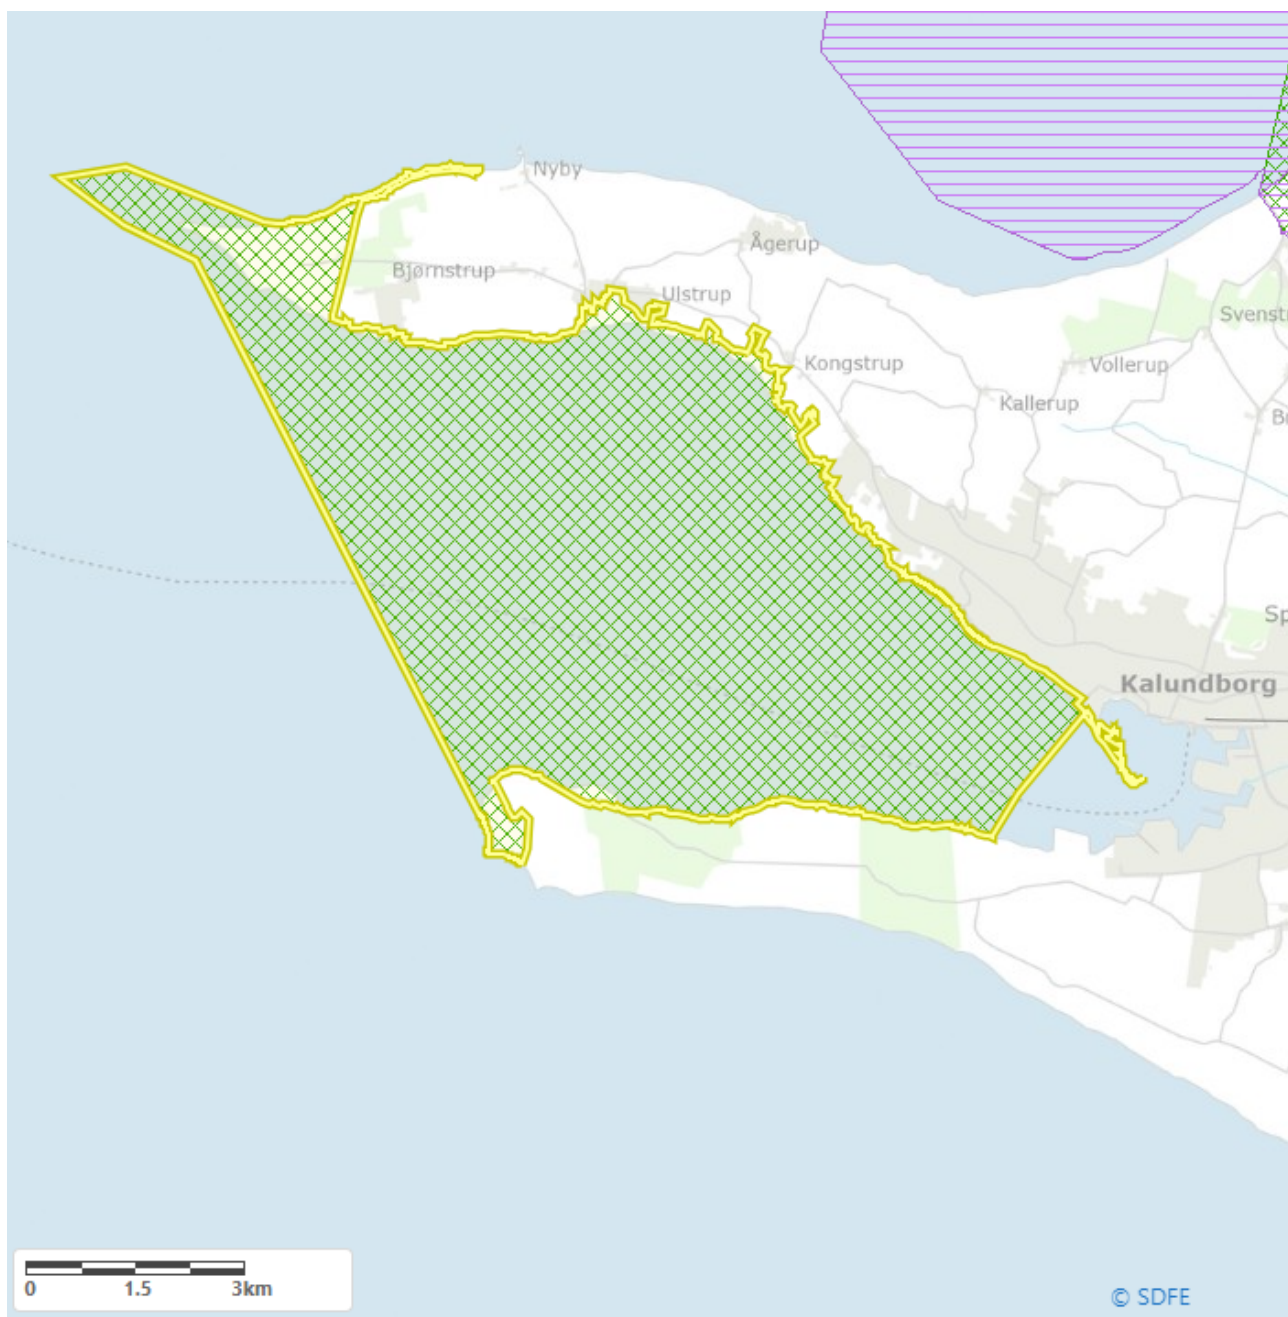 Nyby
Ågerup
Bjørnstrup
Ulstrup
Svenst
Kongstrup
Vollerup
Kallerup
B
Sp
Kalundborg
0 1.5 3km
© SDFE